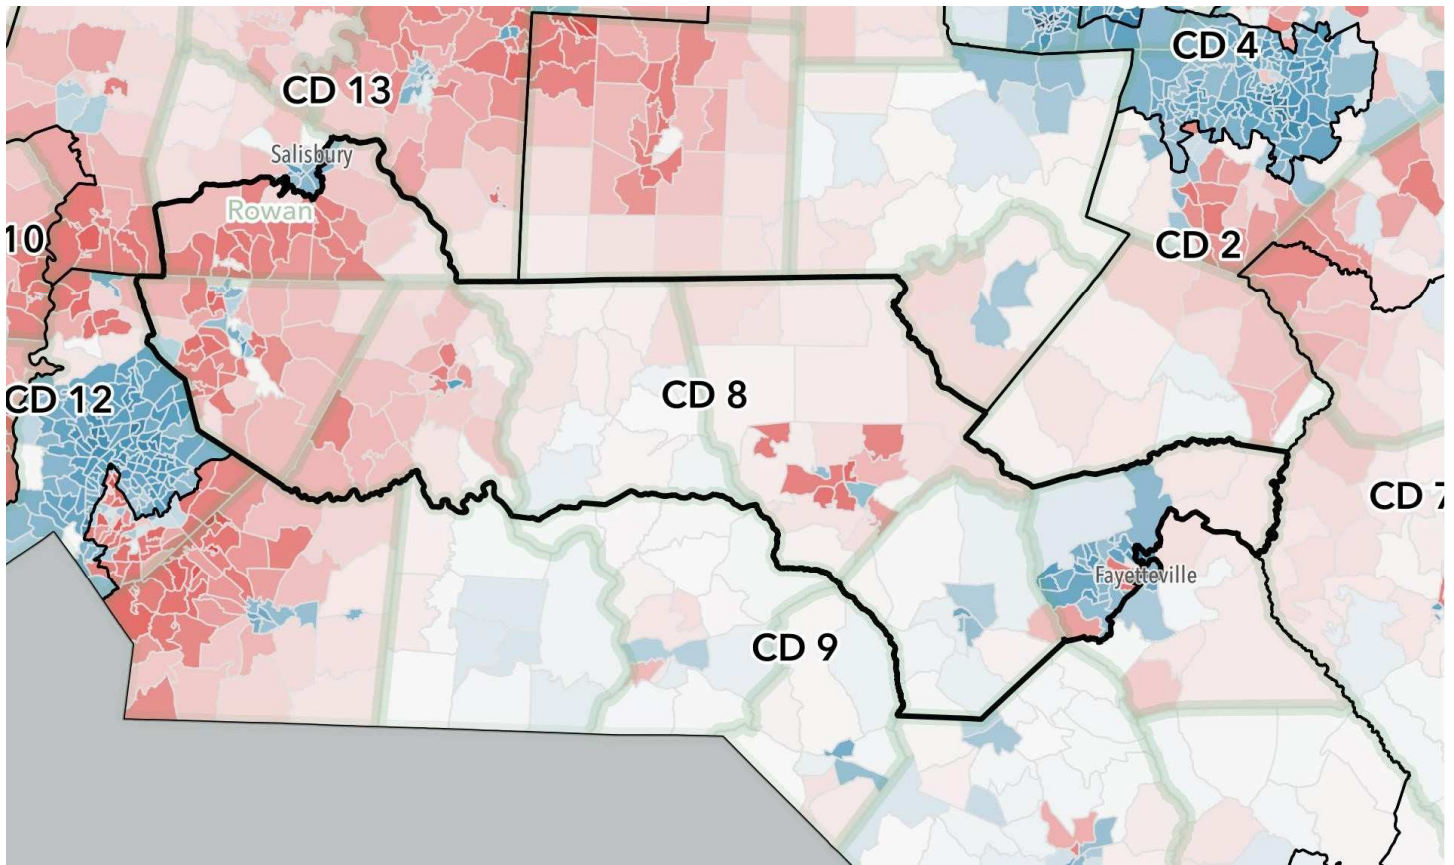 CD 4
CD 13
Salisbury
Rowan
10
CD 2
CD 12
CD 8
CD 7
Fayetteville
CD 9